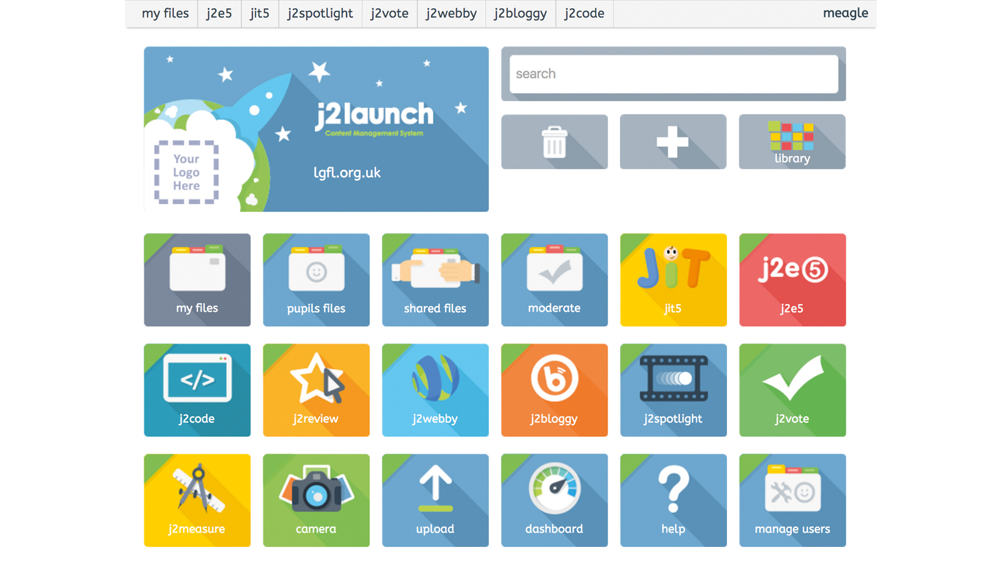 my files
j2e5
jit5
j2spotlight
j2vote
j2webby
j2bloggy
j2code
meagle
j2launch
Content Management System
lgfl.org.uk
Your
Logo
Here
search
library
my files
pupils files
shared files
moderate
JiT
jit5
j2e5
j2e5
</>
j2code
j2review
j2webby
b
j2bloggy
j2spotlight
j2vote
j2measure
camera
upload
dashboard
?
help
manage users